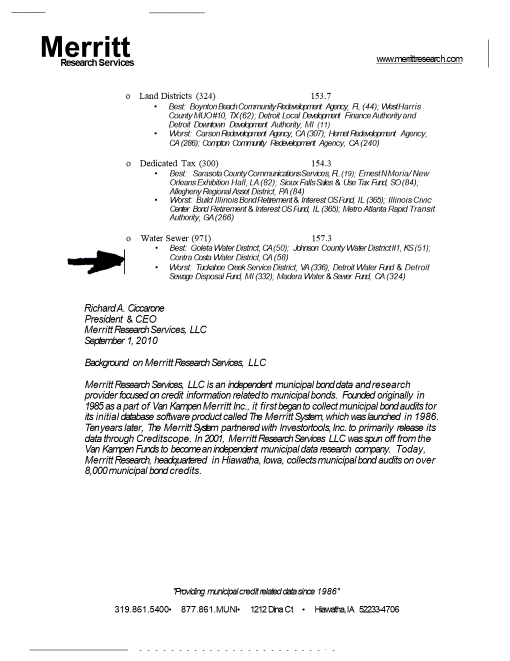 Merritt
Research Services
www.merrittresearch.com
o Land Districts (324) 153.7
• Best: Boynton Beach Community Redevelopment Agency, FL (44); West Harris
County MUO #10, TX (62); Detroit Local Development Finance Authority and
Detroit Downtown Development Authority, MI (11)
• Worst: Carson Redevelopment Agency, CA (307); Hemet Redevelopment Agency,
CA (286); Compton Community Redevelopment Agency, CA (240)
o Dedicated Tax (300) 154.3
• Best: Sarasota County Communications Services, FL (19); Ernest N Moria/ New
Orleans Exhibition Hall, LA (82); Sioux Falls Sales & Use Tax Fund, SO (84);
Allegheny Regional Asset District, PA (84)
• Worst: Build Illinois Bond Retirement & Interest OS Fund, IL (365); Illinois Civic
Center Bond Retirement & Interest OS Fund, IL (365); Metro Atlanta Rapid Transit
Authority, GA (266)
o Water Sewer (971) 157.3
• Best: Goleta Water District, CA (50); Johnson County Water District #1, KS (51);
Contra Costa Water District, CA (58)
• Worst: Tuckahoe Creek Service District, VA (336); Detroit Water Fund & Detroit
Sewage Disposal Fund, MI (332); Madera Water & Sewer Fund, CA (324)
Richard A. Ciccarone
President & CEO
Merritt Research Services, LLC
September 1, 2010
Background on Merritt Research Services, LLC
Merritt Research Services, LLC is an independent municipal bond data and research
provider focused on credit information related to municipal bonds. Founded originally in
1985 as a part of Van Kampen Merritt Inc., it first began to collect municipal bond audits tor
its initial database software product called The Merritt System, which was launched in 1986.
Ten years later, The Merritt System partnered with Investortools, Inc. to primarily release its
data through Creditscope. In 2001, Merritt Research Services LLC was spun off from the
Van Kampen Funds to become an independent municipal data research company. Today,
Merritt Research, headquartered in Hiawatha, Iowa, collects municipal bond audits on over
8,000 municipal bond credits.
"Providing municipal credit related data since 1986"
319.861.5400• 877.861.MUNI• 1212 Dina Ct • Hiawatha, IA 52233-4706